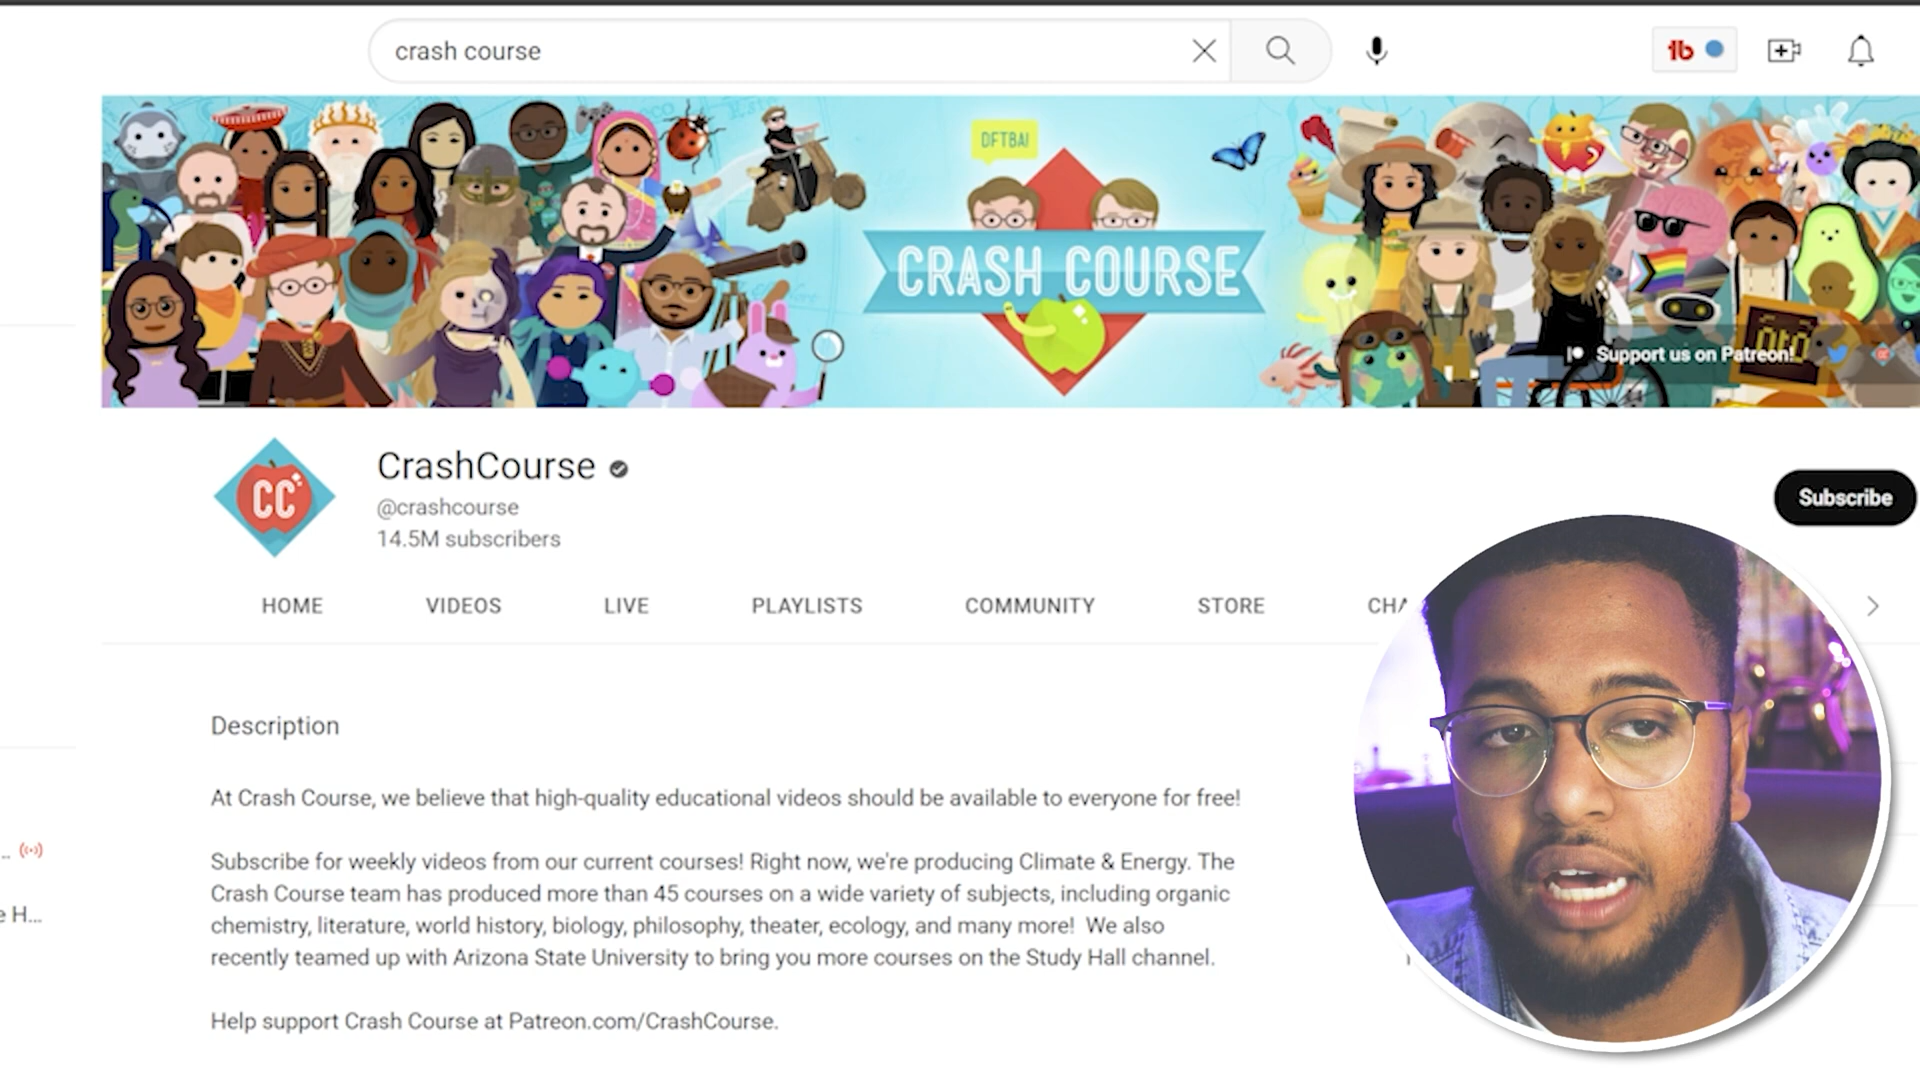 crash course
DFTBA!
CRASH COURSE
Support us on Patreon!
CC
CrashCourse
@crashcourse
14.5M subscribers
Subscribe
HOME VIDEOS LIVE PLAYLISTS COMMUNITY STORE
Description
At Crash Course, we believe that high-quality educational videos should be available to everyone for free!
Subscribe for weekly videos from our current courses! Right now, we're producing Climate & Energy. The
Crash Course team has produced more than 45 courses on a wide variety of subjects, including organic
chemistry, literature, world history, biology, philosophy, theater, ecology, and many more! We also
recently teamed up with Arizona State University to bring you more courses on the Study Hall channel.
Help support Crash Course at Patreon.com/CrashCourse.